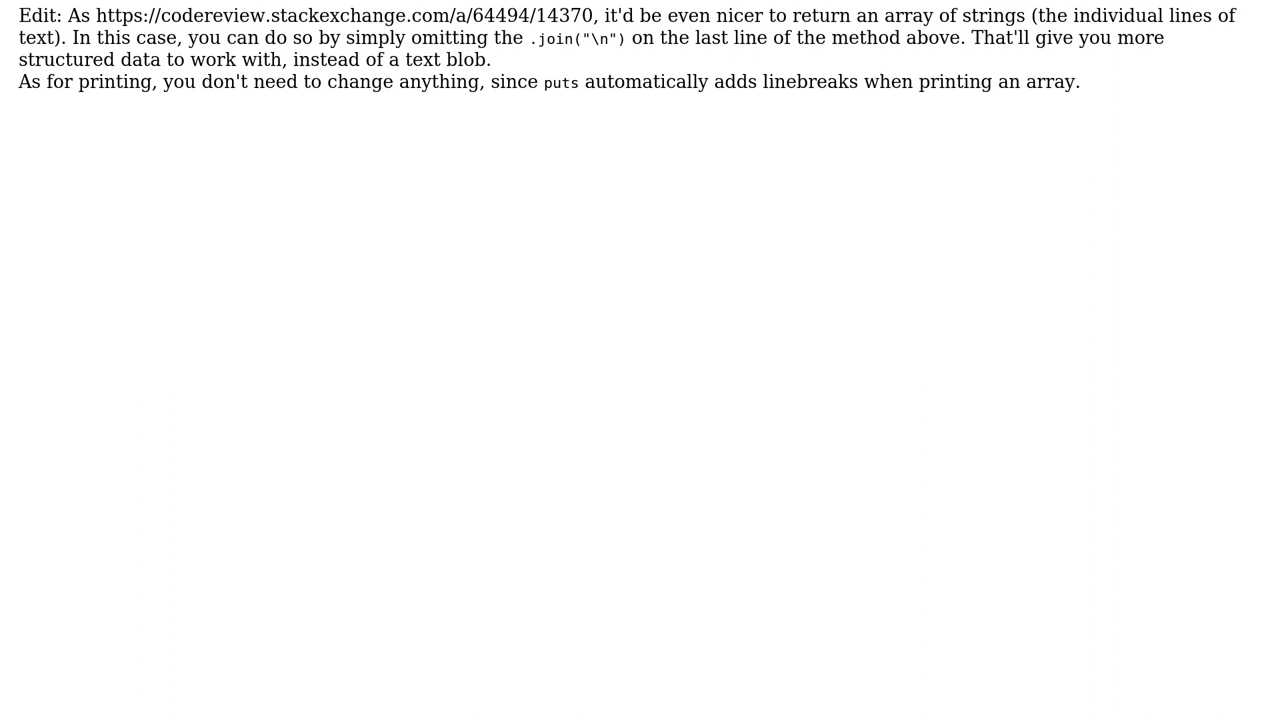 Edit: As https://codereview.stackexchange.com/a/64494/14370, it'd be even nicer to return an array of strings (the individual lines of
text). In this case, you can do so by simply omitting the .join("\n") on the last line of the method above. That'll give you more
structured data to work with, instead of a text blob.
As for printing, you don't need to change anything, since puts automatically adds linebreaks when printing an array.